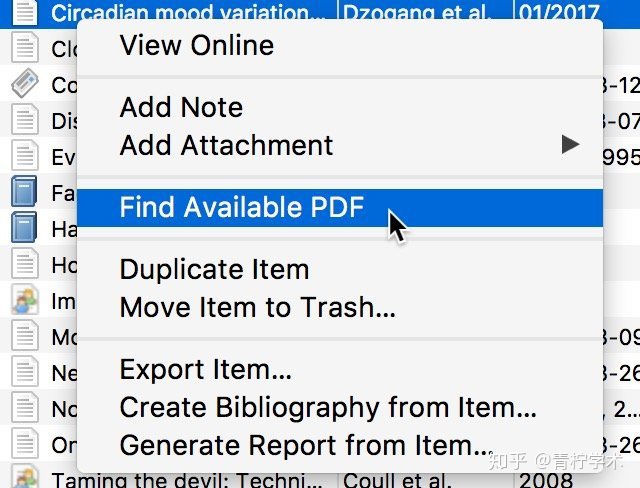 Circadian mood variation... Dzogang et al. 01/2017
Clo
View Online
Co 3-12
Add Note
Dis 3-07
Add Attachment
Ev 1995
Fa
Find Available PDF
Ha
Ho
Duplicate Item
Im
Move Item to Trash...
Mo 3-09
Ne 3-26
Export Item...
No , 2...
Create Bibliography from Item...
On 3-26
Generate Report from Item...
知乎 @青柠学术
Taming the devil: Techni... Coull et al. 2008